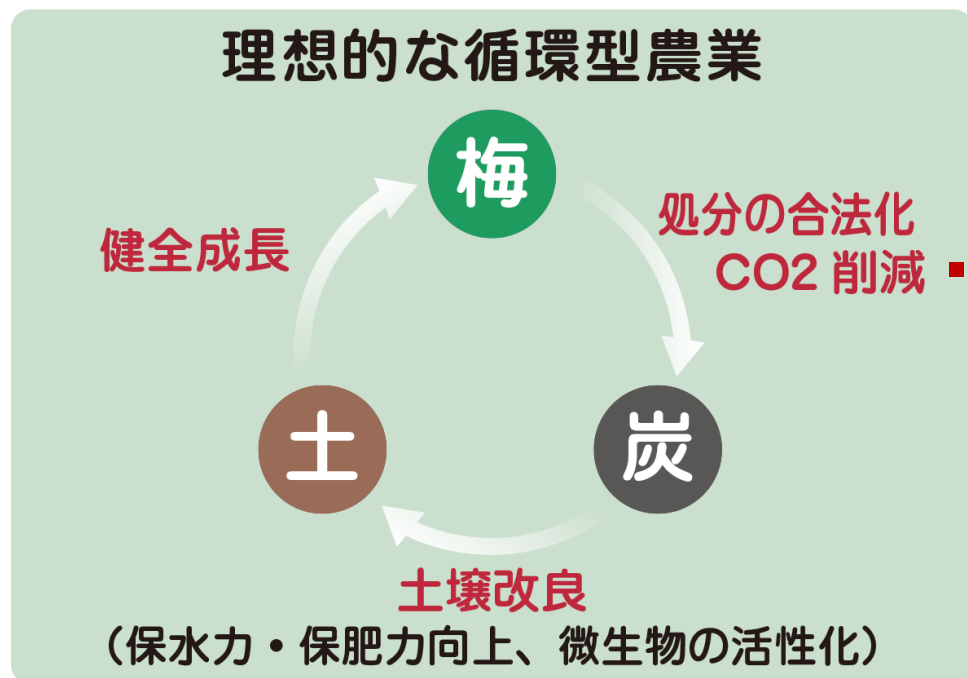 理想的な循環型農業
梅
処分の合法化
CO2 削減
健全成長
土
炭
土壌改良
（保水力・保肥力向上、微生物の活性化）